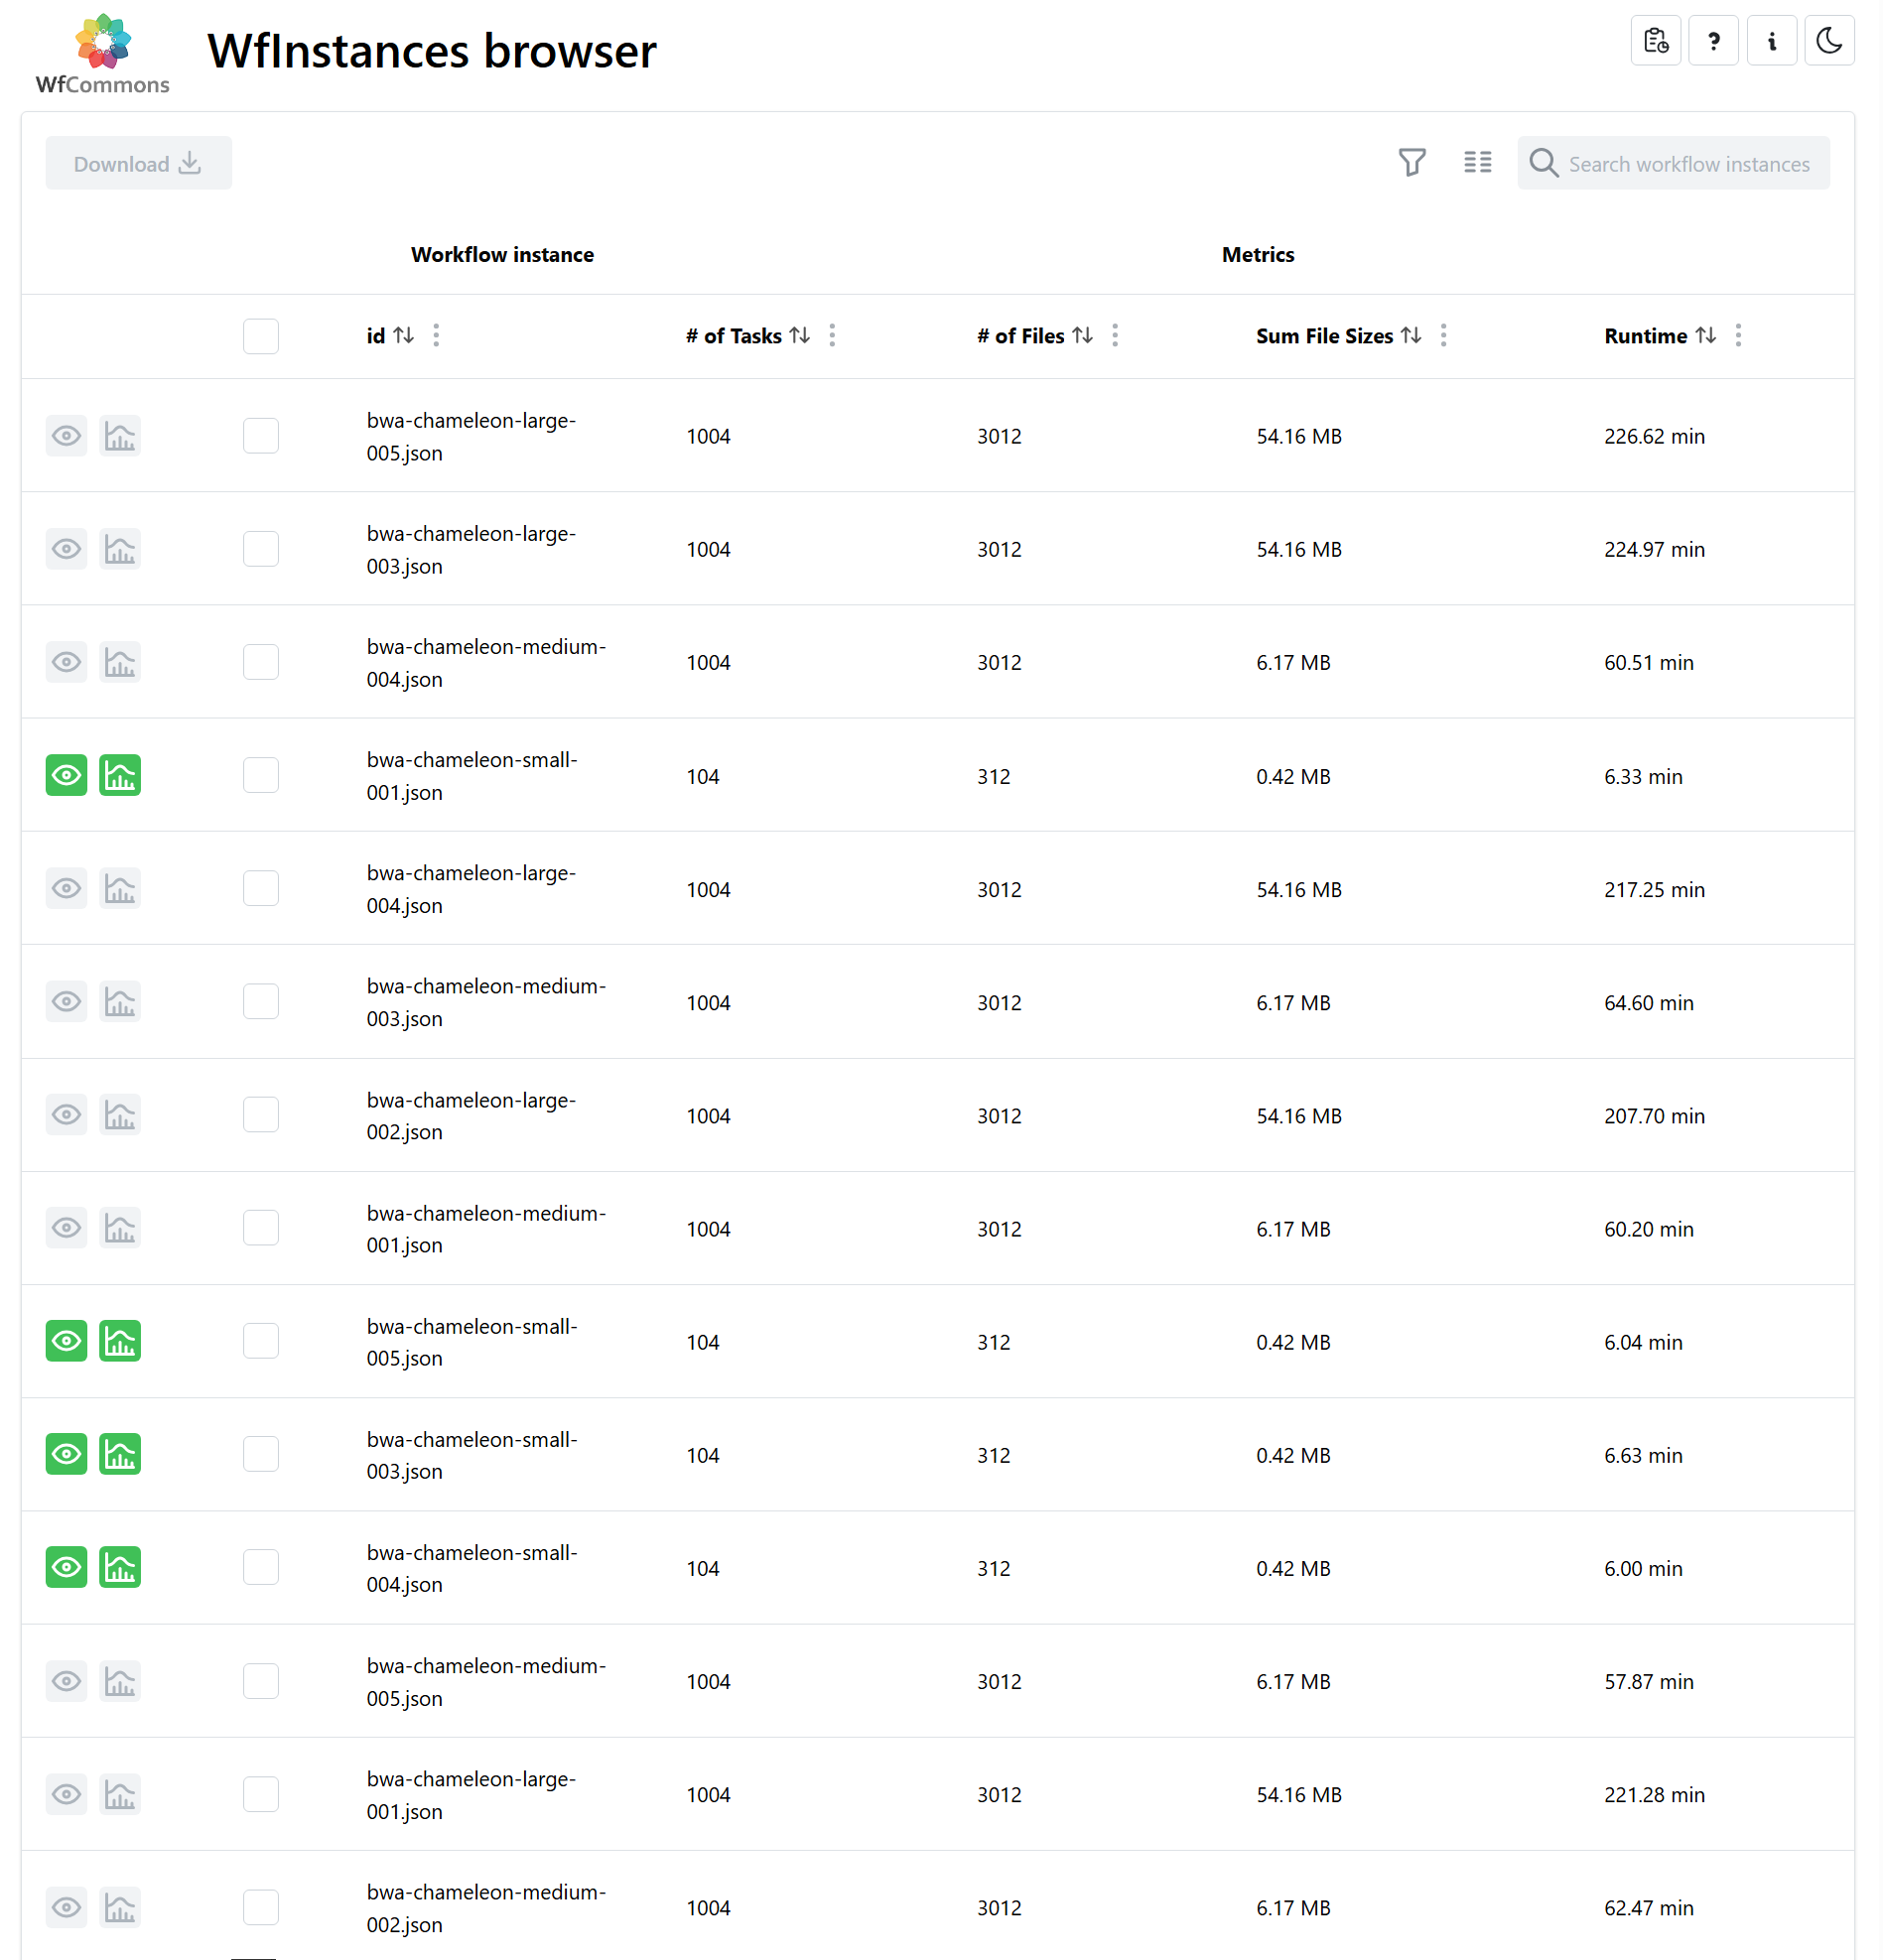 WfCommons
WfInstances browser
?
i
Download
Search workflow instances
Workflow instance
Metrics
id
# of Tasks
# of Files
Sum File Sizes
Runtime
bwa-chameleon-large-
005.json
1004
3012
54.16 MB
226.62 min
bwa-chameleon-large-
003.json
1004
3012
54.16 MB
224.97 min
bwa-chameleon-medium-
004.json
1004
3012
6.17 MB
60.51 min
bwa-chameleon-small-
001.json
104
312
0.42 MB
6.33 min
bwa-chameleon-large-
004.json
1004
3012
54.16 MB
217.25 min
bwa-chameleon-medium-
003.json
1004
3012
6.17 MB
64.60 min
bwa-chameleon-large-
002.json
1004
3012
54.16 MB
207.70 min
bwa-chameleon-medium-
001.json
1004
3012
6.17 MB
60.20 min
bwa-chameleon-small-
005.json
104
312
0.42 MB
6.04 min
bwa-chameleon-small-
003.json
104
312
0.42 MB
6.63 min
bwa-chameleon-small-
004.json
104
312
0.42 MB
6.00 min
bwa-chameleon-medium-
005.json
1004
3012
6.17 MB
57.87 min
bwa-chameleon-large-
001.json
1004
3012
54.16 MB
221.28 min
bwa-chameleon-medium-
002.json
1004
3012
6.17 MB
62.47 min